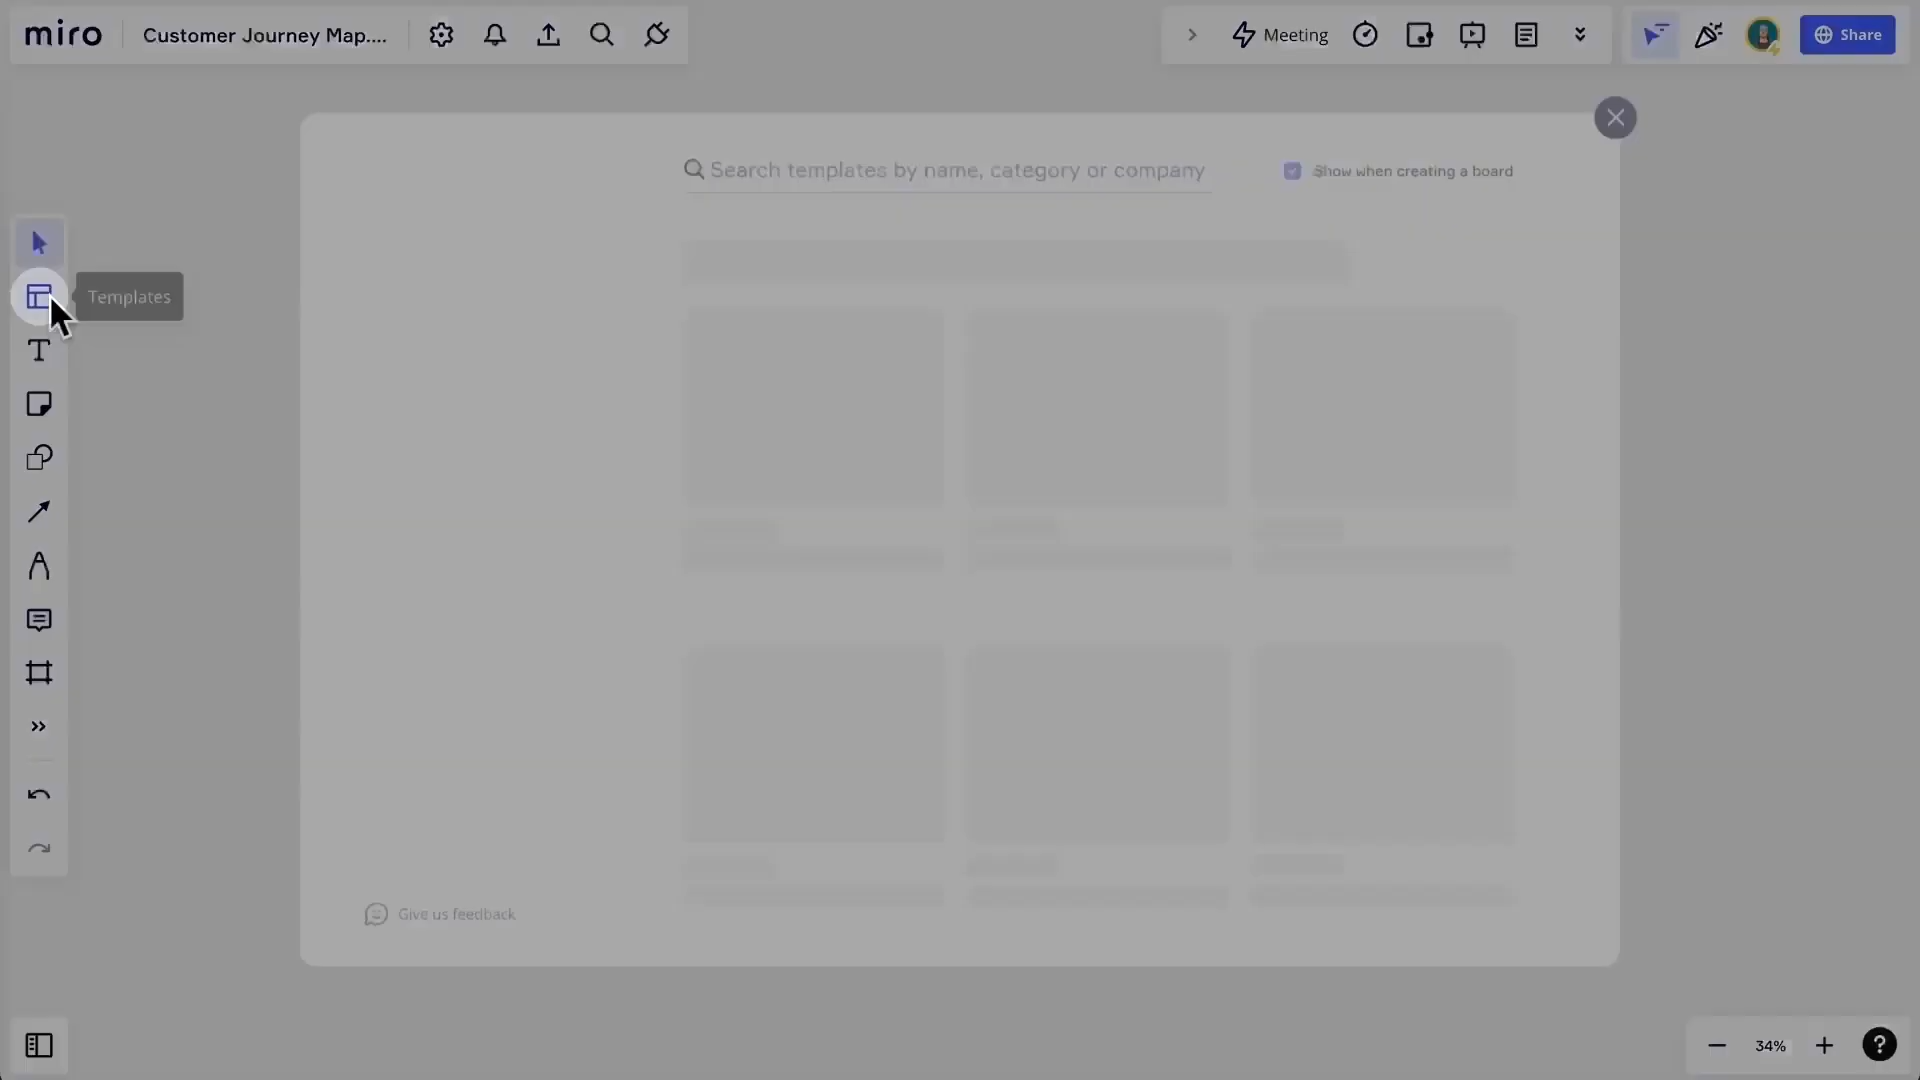 miro
Customer Journey Map....
Meeting
Share
Search templates by name, category or company
Show when creating a board
Templates
Give us feedback
34%
?